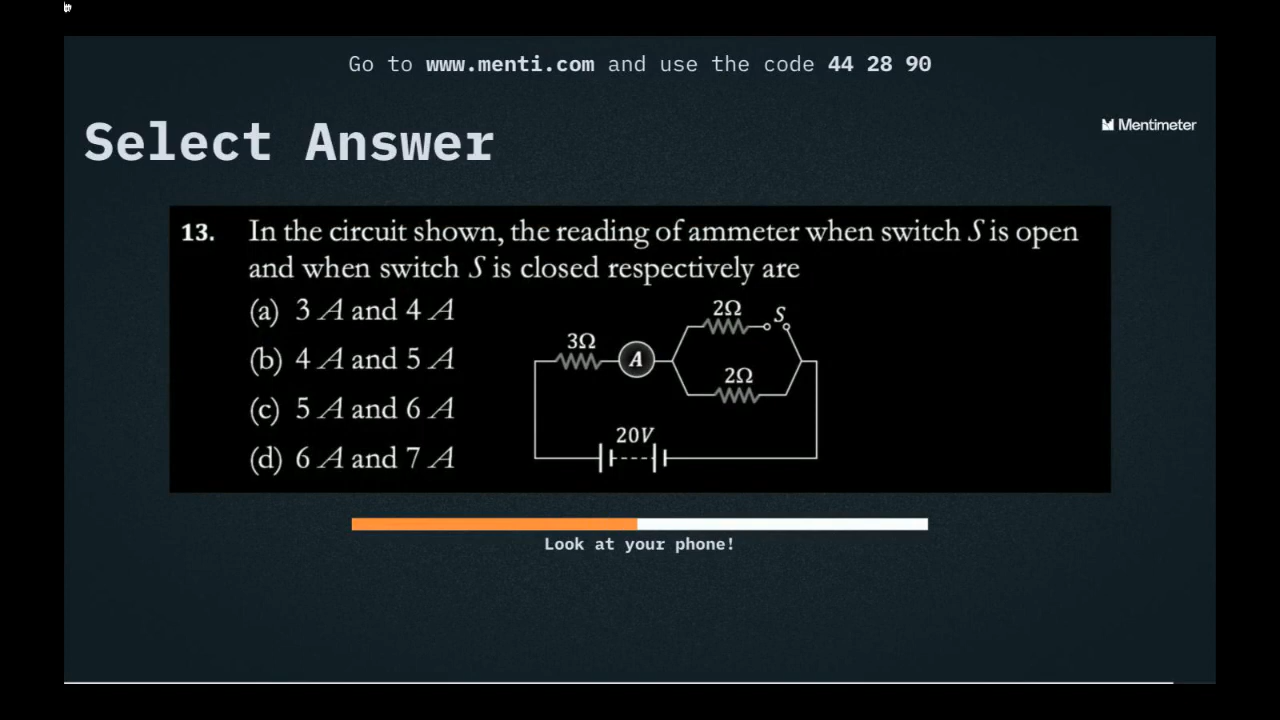 Go to www.menti.com and use the code 44 28 90
Select Answer
Mentimeter
13. In the circuit shown, the reading of ammeter when switch S is open
and when switch S is closed respectively are
(a) 3 A and 4 A
(b) 4 A and 5 A
(c) 5 A and 6 A
(d) 6 A and 7 A
2Ω
S
3Ω
A
2Ω
20V
Look at your phone!